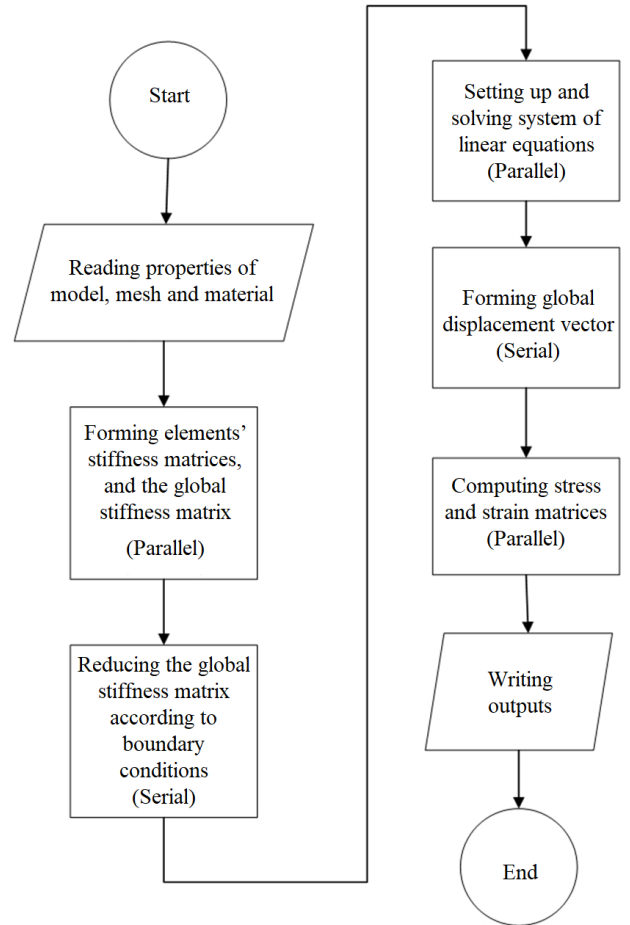 Start
Reading properties of
model, mesh and material
Forming elements’
stiffness matrices,
and the global
stiffness matrix
(Parallel)
Reducing the global
stiffness matrix
according to
boundary
conditions
(Serial)
Setting up and
solving system of
linear equations
(Parallel)
Forming global
displacement vector
(Serial)
Computing stress
and strain matrices
(Parallel)
Writing
outputs
End